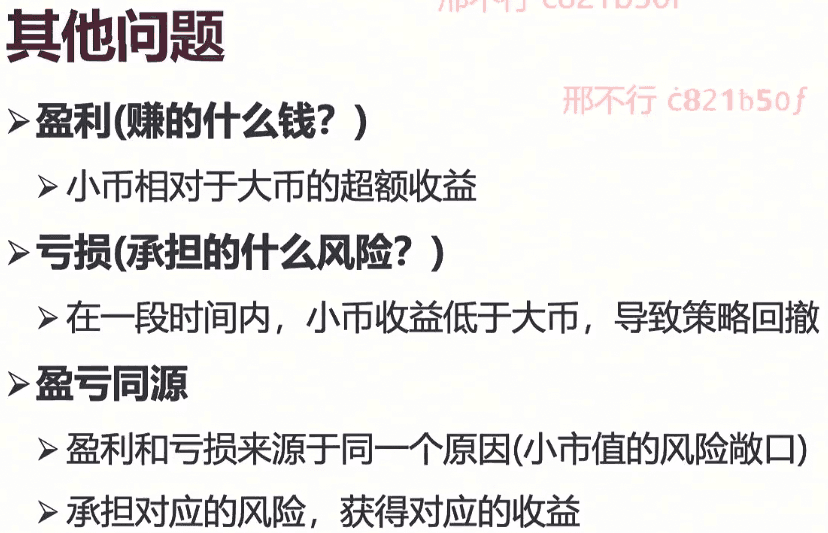 其他问题
邢不行 c821b50f
➢盈利(赚的什么钱？)
➢小币相对于大币的超额收益
➢亏损(承担的什么风险？)
➢在一段时间内，小币收益低于大币，导致策略回撤
➢盈亏同源
➢盈利和亏损来源于同一个原因(小市值的风险敞口)
➢承担对应的风险，获得对应的收益